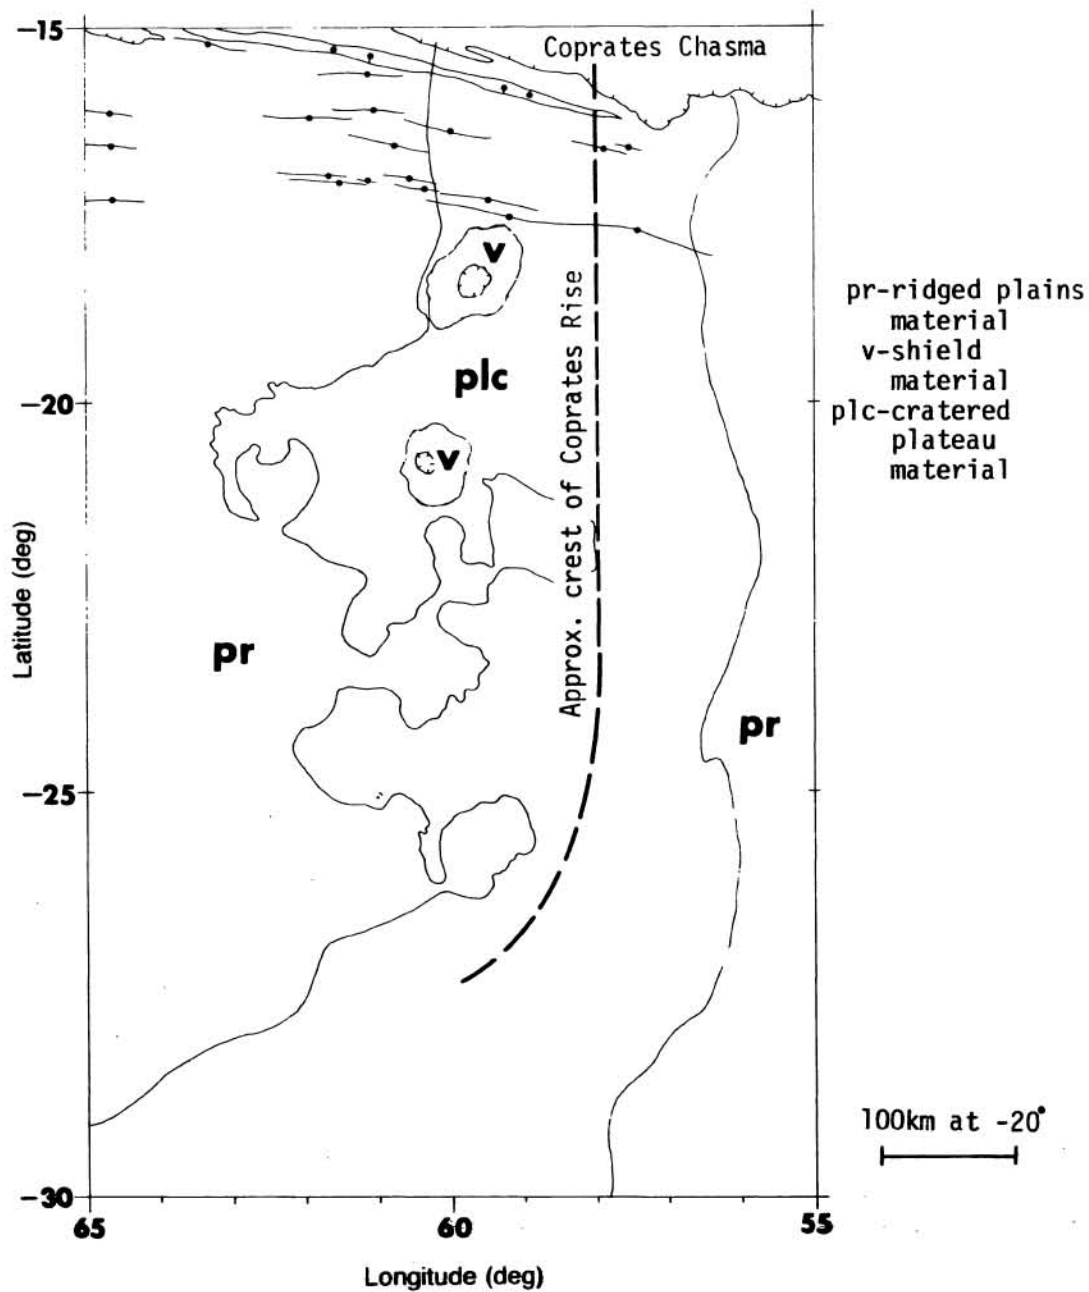 −15
Coprates Chasma
v
pr-ridged plains
material
v-shield
material
plc-cratered
plateau
material
plc
−20
v
Approx. crest of Coprates Rise
Latitude (deg)
pr
pr
−25
100km at -20°
−30
65
60
55
Longitude (deg)